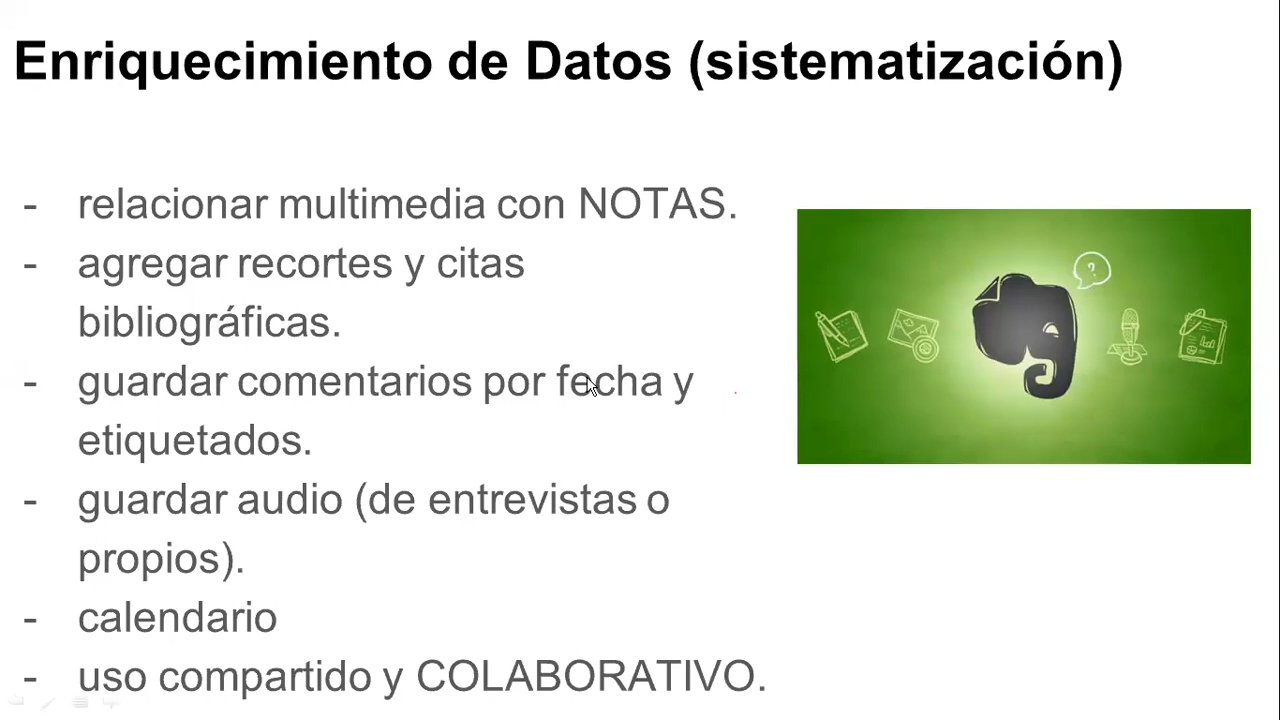 Enriquecimiento de Datos (sistematización)
- relacionar multimedia con NOTAS.
- agregar recortes y citas
bibliográficas.
- guardar comentarios por fecha y
etiquetados.
- guardar audio (de entrevistas o
propios).
- calendario
- uso compartido y COLABORATIVO.
?